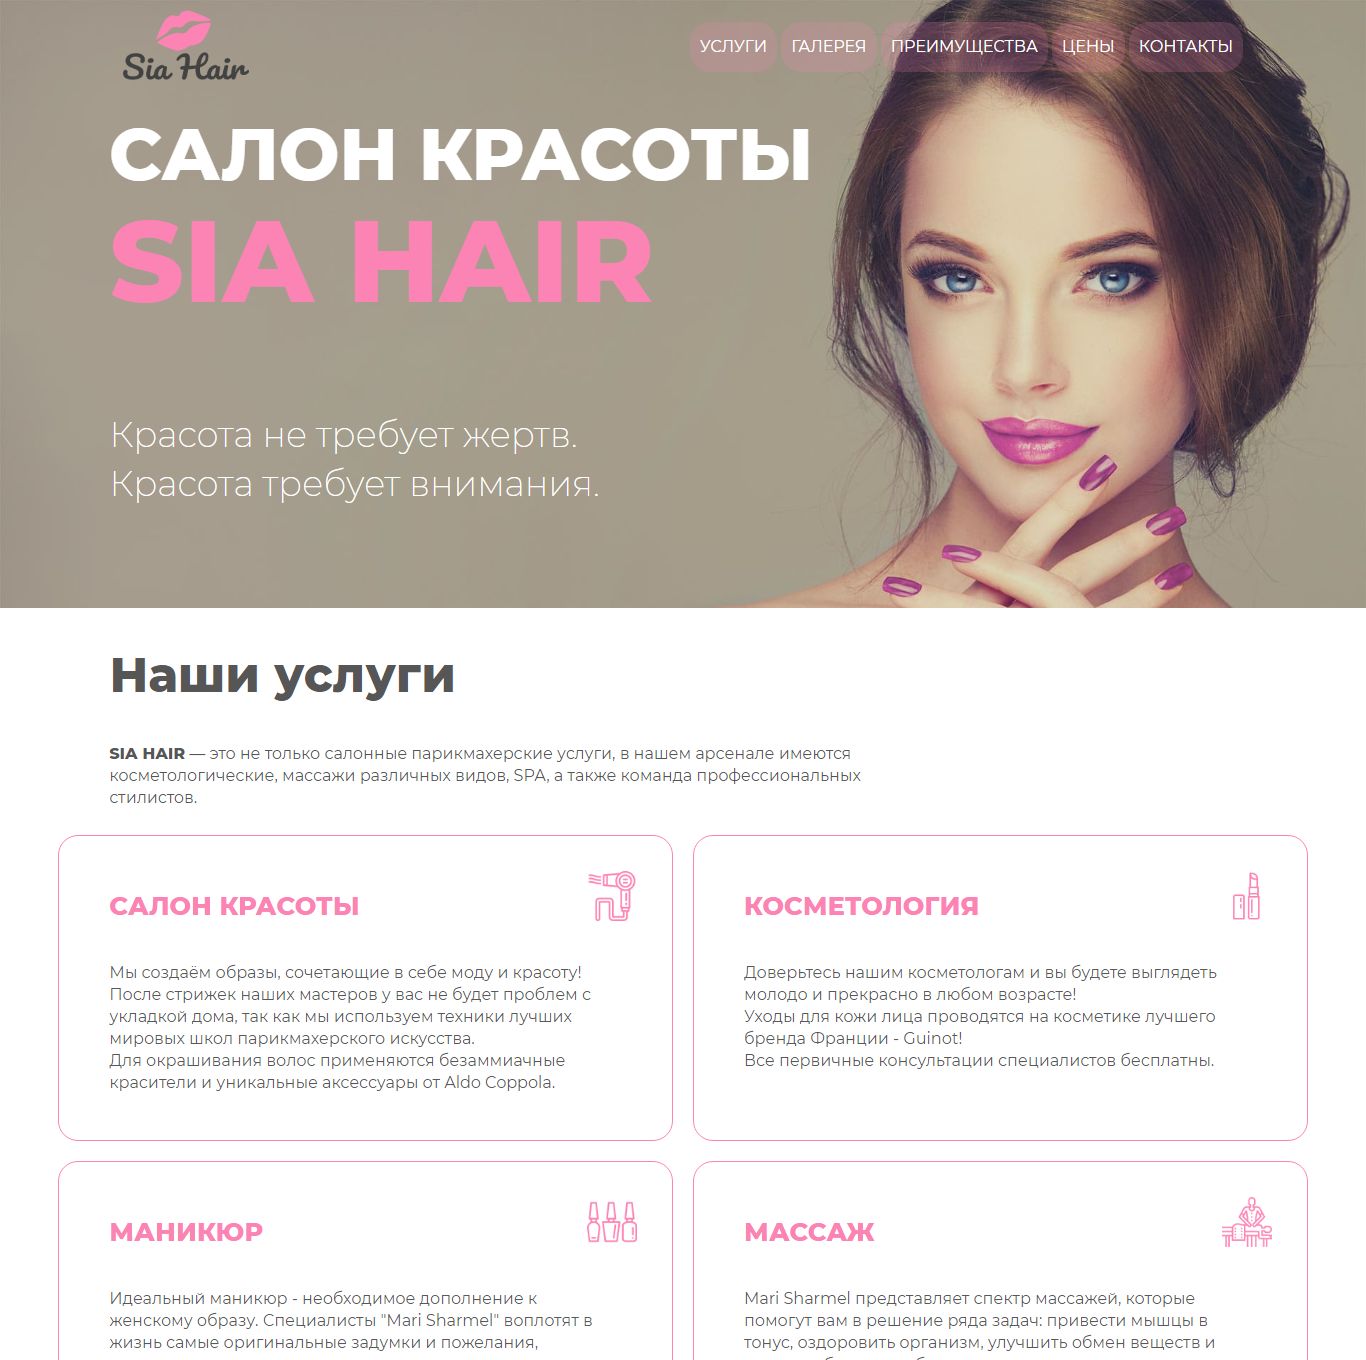 Sia Hair
УСЛУГИ ГАЛЕРЕЯ ПРЕИМУЩЕСТВА ЦЕНЫ КОНТАКТЫ
САЛОН КРАСОТЫ
SIA HAIR
Красота не требует жертв.
Красота требует внимания.
Наши услуги
SIA HAIR — это не только салонные парикмахерские услуги, в нашем арсенале имеются
косметологические, массажи различных видов, SPA, а также команда профессиональных
стилистов.
САЛОН КРАСОТЫ
Мы создаём образы, сочетающие в себе моду и красоту!
После стрижек наших мастеров у вас не будет проблем с
укладкой дома, так как мы используем техники лучших
мировых школ парикмахерского искусства.
Для окрашивания волос применяются безаммиачные
красители и уникальные аксессуары от Aldo Coppola.
КОСМЕТОЛОГИЯ
Доверьтесь нашим косметологам и вы будете выглядеть
молодо и прекрасно в любом возрасте!
Уходы для кожи лица проводятся на косметике лучшего
бренда Франции - Guinot!
Все первичные консультации специалистов бесплатны.
МАНИКЮР
Идеальный маникюр - необходимое дополнение к
женскому образу. Специалисты "Mari Sharmel" воплотят в
жизнь самые оригинальные задумки и пожелания,
МАССАЖ
Mari Sharmel представляет спектр массажей, которые
помогут вам в решение ряда задач: привести мышцы в
тонус, оздоровить организм, улучшить обмен веществ и